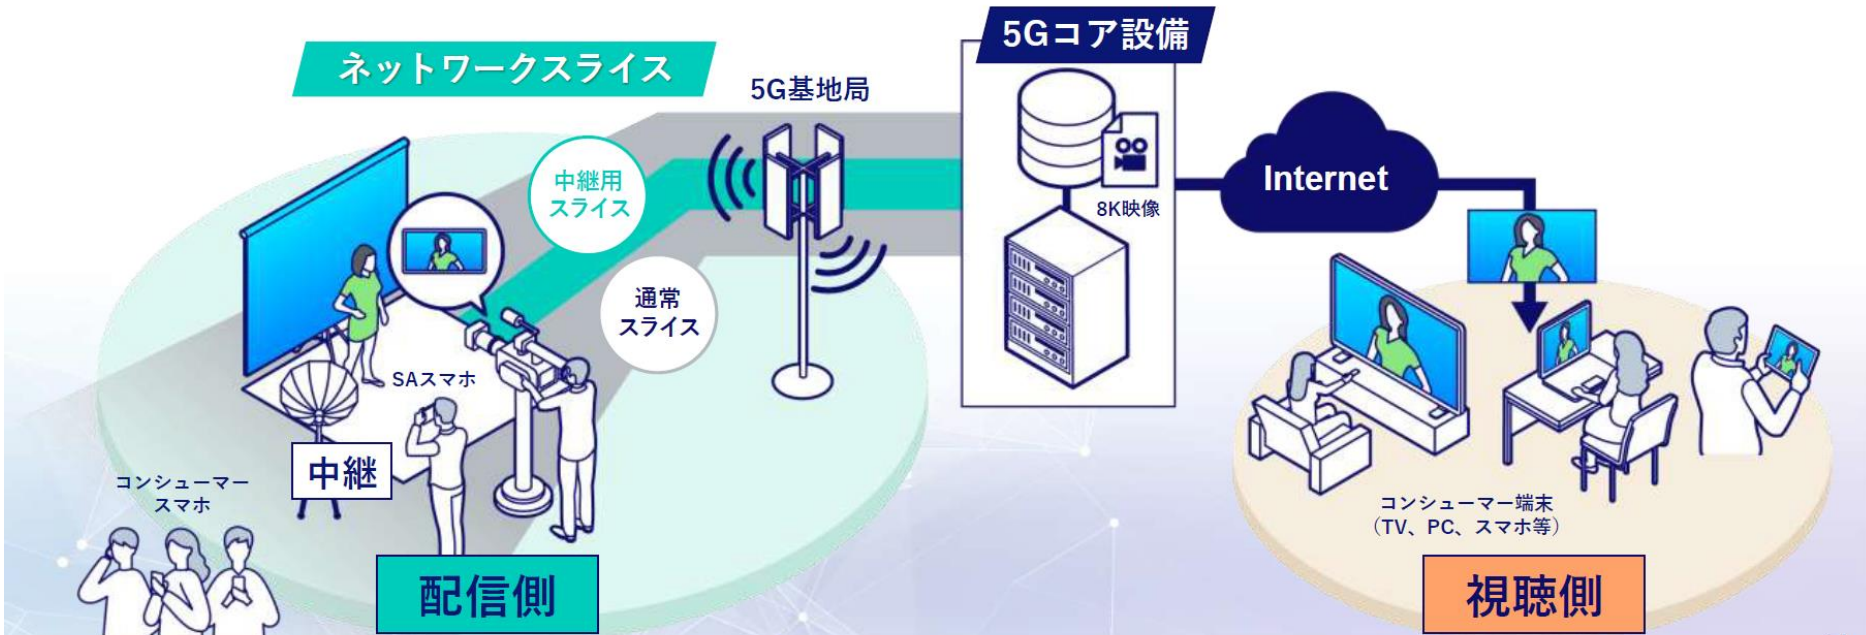 ネットワークスライス
5G基地局
5Gコア設備
中継用
スライス
通常
スライス
8K映像
Internet
SAスマホ
中継
コンシューマー
スマホ
配信側
コンシューマー端末
（TV、PC、スマホ等）
視聴側